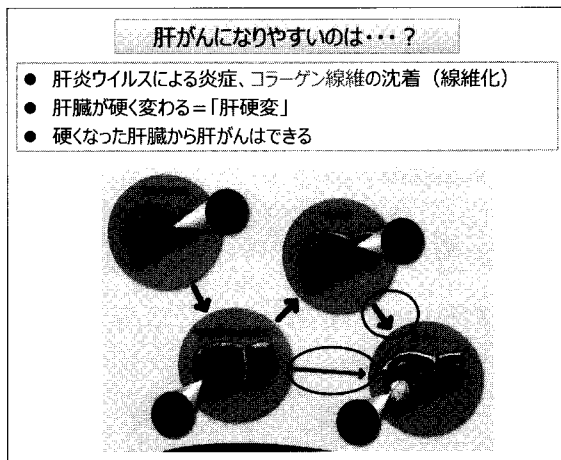 肝がんになりやすいのは・・・?
● 肝炎ウイルスによる炎症、コラーゲン線維の沈着（線維化）
● 肝臓が硬く変わる＝「肝硬変」
● 硬くなった肝臓から肝がんはできる